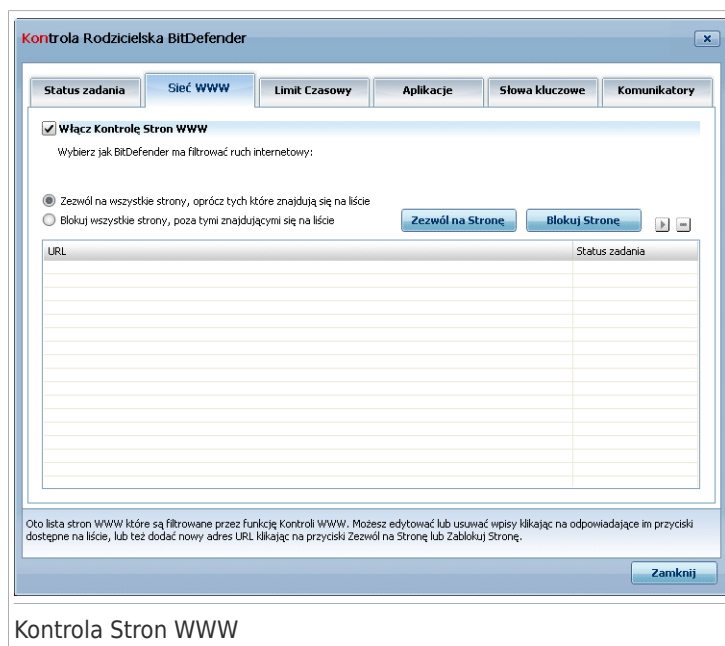 Kontrola Rodzicielska BitDefender
Status zadania
Sieć WWW
Limit Czasowy
Aplikacje
Słowa kluczowe
Komunikatory
Włącz Kontrolę Stron WWW
Wybierz jak BitDefender ma filtrować ruch internetowy:
Zezwól na wszystkie strony, oprócz tych które znajdują się na liście
Blokuj wszystkie strony, poza tymi znajdującymi się na liście
Zezwól na Stronę
Blokuj Stronę
URL
Status zadania
Oto lista stron WWW które są filtrowane przez funkcję Kontroli WWW. Możesz edytować lub usuwać wpisy klikając na odpowiadające im przyciski
dostępne na liście, lub też dodać nowy adres URL klikając na przyciski Zezwól na Stronę lub Zablokuj Stronę.
Zamknij
Kontrola Stron WWW